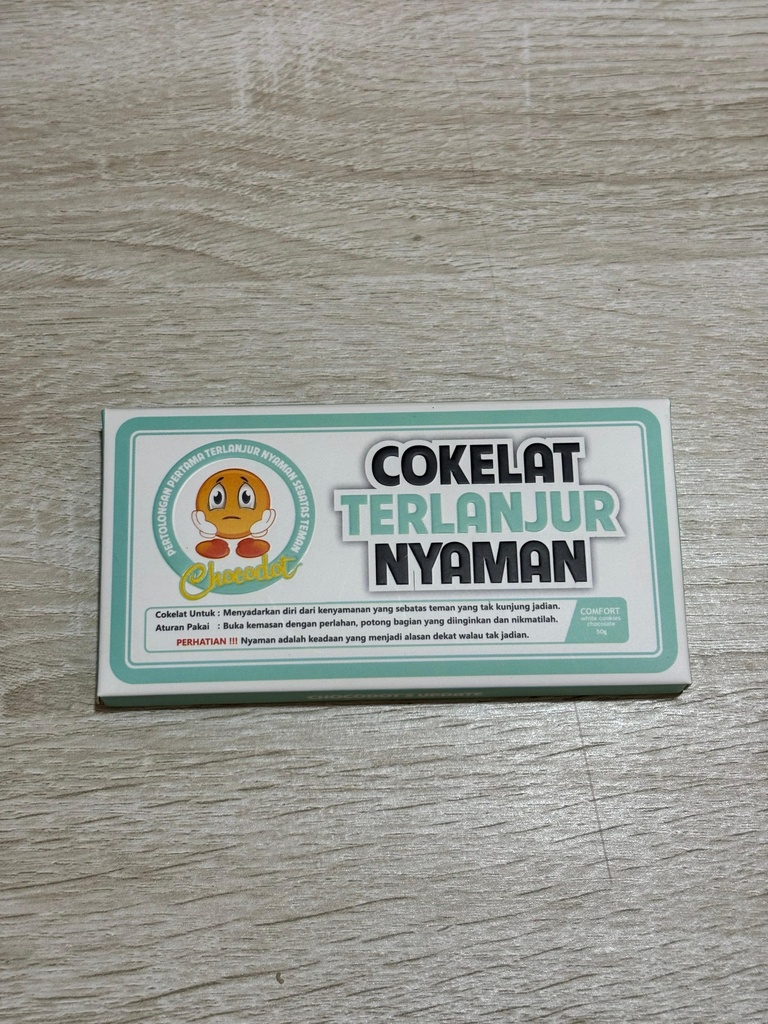 PERTOLONGAN PERTAMA TERLANJUR NYAMAN SEBATAS TEMAN
Chocodot
COKELAT
TERLANJUR
NYAMAN
Cokelat Untuk : Menyadarkan diri dari kenyamanan yang sebatas teman yang tak kunjung jadian.
Aturan Pakai : Buka kemasan dengan perlahan, potong bagian yang diinginkan dan nikmatilah.
PERHATIAN !!! Nyaman adalah keadaan yang menjadi alasan dekat walau tak jadian.
COMFORT
white cookies
chocolate
50g
CHOCODOT'S UPDATE